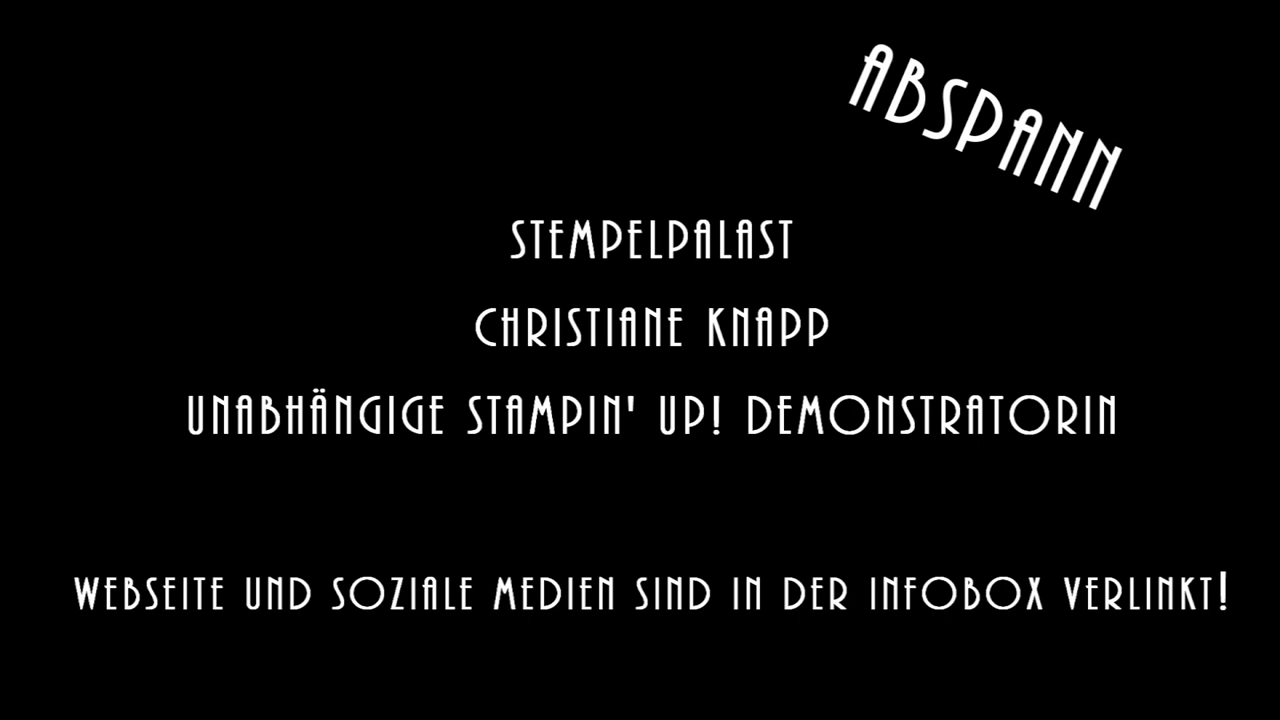 ABSPANN
STEMPELPALAST
CHRISTIANE KNAPP
UNABHÄNGIGE STAMPIN' UP! DEMONSTRATORIN
WEBSEITE UND SOZIALE MEDIEN SIND IN DER INFOBOX VERLINKT!